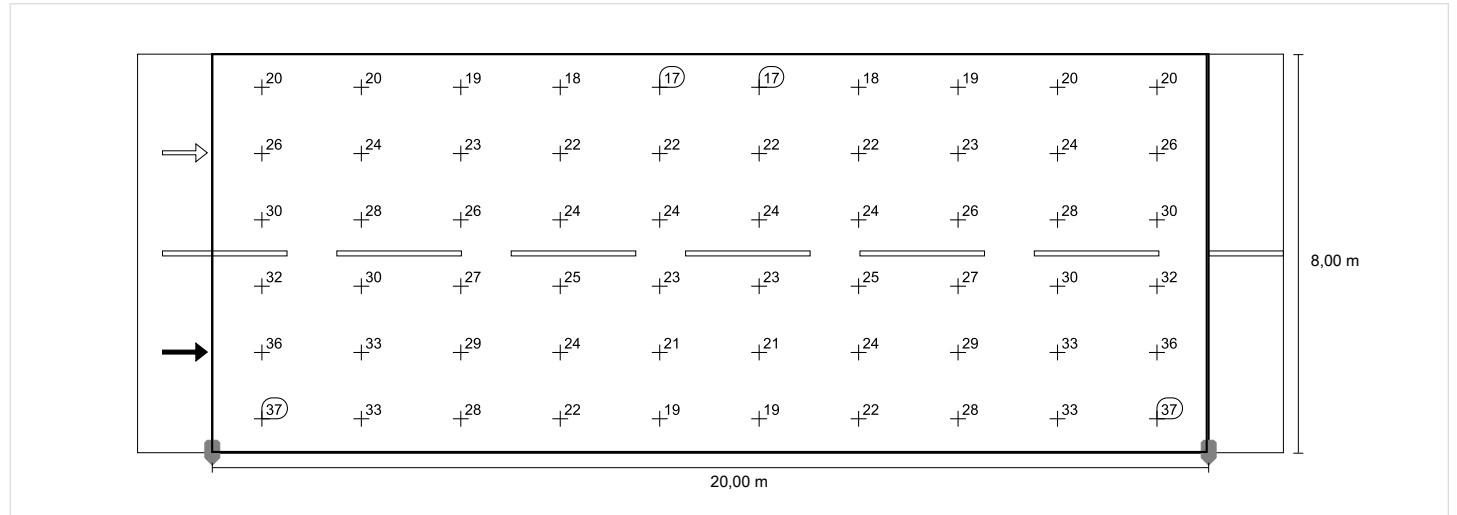 20 20 19 18 17 17 18 19 20 20
26 24 23 22 22 22 22 23 24 26
30 28 26 24 24 24 24 26 28 30
8,00 m
32 30 27 25 23 23 25 27 30 32
36 33 29 24 21 21 24 29 33 36
37 33 28 22 19 19 22 28 33 37
20,00 m